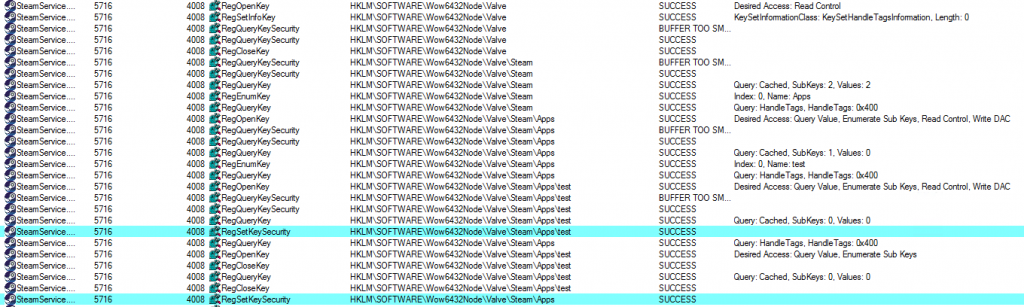 SteamService.... 5716 4008 RegOpenKey HKLM\SOFTWARE\Wow6432Node\Valve SUCCESS Desired Access: Read Control
SteamService.... 5716 4008 RegSetInfoKey HKLM\SOFTWARE\Wow6432Node\Valve SUCCESS KeySetInformationClass: KeySetHandleTagsInformation, Length: 0
SteamService.... 5716 4008 RegQueryKeySecurity HKLM\SOFTWARE\Wow6432Node\Valve BUFFER TOO SM...
SteamService.... 5716 4008 RegQueryKeySecurity HKLM\SOFTWARE\Wow6432Node\Valve SUCCESS
SteamService.... 5716 4008 RegCloseKey HKLM\SOFTWARE\Wow6432Node\Valve SUCCESS
SteamService.... 5716 4008 RegQueryKeySecurity HKLM\SOFTWARE\Wow6432Node\Valve\Steam BUFFER TOO SM...
SteamService.... 5716 4008 RegQueryKeySecurity HKLM\SOFTWARE\Wow6432Node\Valve\Steam SUCCESS
SteamService.... 5716 4008 RegQueryKey HKLM\SOFTWARE\Wow6432Node\Valve\Steam SUCCESS Query: Cached, SubKeys: 2, Values: 2
SteamService.... 5716 4008 RegEnumKey HKLM\SOFTWARE\Wow6432Node\Valve\Steam SUCCESS Index: 0, Name: Apps
SteamService.... 5716 4008 RegQueryKey HKLM\SOFTWARE\Wow6432Node\Valve\Steam SUCCESS Query: HandleTags, HandleTags: 0x400
SteamService.... 5716 4008 RegOpenKey HKLM\SOFTWARE\Wow6432Node\Valve\Steam\Apps SUCCESS Desired Access: Query Value, Enumerate Sub Keys, Read Control, Write DAC
SteamService.... 5716 4008 RegQueryKeySecurity HKLM\SOFTWARE\Wow6432Node\Valve\Steam\Apps BUFFER TOO SM...
SteamService.... 5716 4008 RegQueryKeySecurity HKLM\SOFTWARE\Wow6432Node\Valve\Steam\Apps SUCCESS
SteamService.... 5716 4008 RegQueryKey HKLM\SOFTWARE\Wow6432Node\Valve\Steam\Apps SUCCESS Query: Cached, SubKeys: 1, Values: 0
SteamService.... 5716 4008 RegEnumKey HKLM\SOFTWARE\Wow6432Node\Valve\Steam\Apps SUCCESS Index: 0, Name: test
SteamService.... 5716 4008 RegQueryKey HKLM\SOFTWARE\Wow6432Node\Valve\Steam\Apps SUCCESS Query: HandleTags, HandleTags: 0x400
SteamService.... 5716 4008 RegOpenKey HKLM\SOFTWARE\Wow6432Node\Valve\Steam\Apps\test SUCCESS Desired Access: Query Value, Enumerate Sub Keys, Read Control, Write DAC
SteamService.... 5716 4008 RegQueryKeySecurity HKLM\SOFTWARE\Wow6432Node\Valve\Steam\Apps\test BUFFER TOO SM...
SteamService.... 5716 4008 RegQueryKeySecurity HKLM\SOFTWARE\Wow6432Node\Valve\Steam\Apps\test SUCCESS
SteamService.... 5716 4008 RegQueryKey HKLM\SOFTWARE\Wow6432Node\Valve\Steam\Apps\test SUCCESS Query: Cached, SubKeys: 0, Values: 0
SteamService.... 5716 4008 RegSetKeySecurity HKLM\SOFTWARE\Wow6432Node\Valve\Steam\Apps\test SUCCESS
SteamService.... 5716 4008 RegQueryKey HKLM\SOFTWARE\Wow6432Node\Valve\Steam\Apps SUCCESS Query: HandleTags, HandleTags: 0x400
SteamService.... 5716 4008 RegOpenKey HKLM\SOFTWARE\Wow6432Node\Valve\Steam\Apps\test SUCCESS Desired Access: Query Value, Enumerate Sub Keys
SteamService.... 5716 4008 RegCloseKey HKLM\SOFTWARE\Wow6432Node\Valve\Steam\Apps\test SUCCESS
SteamService.... 5716 4008 RegQueryKey HKLM\SOFTWARE\Wow6432Node\Valve\Steam\Apps\test SUCCESS Query: Cached, SubKeys: 0, Values: 0
SteamService.... 5716 4008 RegCloseKey HKLM\SOFTWARE\Wow6432Node\Valve\Steam\Apps\test SUCCESS
SteamService.... 5716 4008 RegSetKeySecurity HKLM\SOFTWARE\Wow6432Node\Valve\Steam\Apps SUCCESS